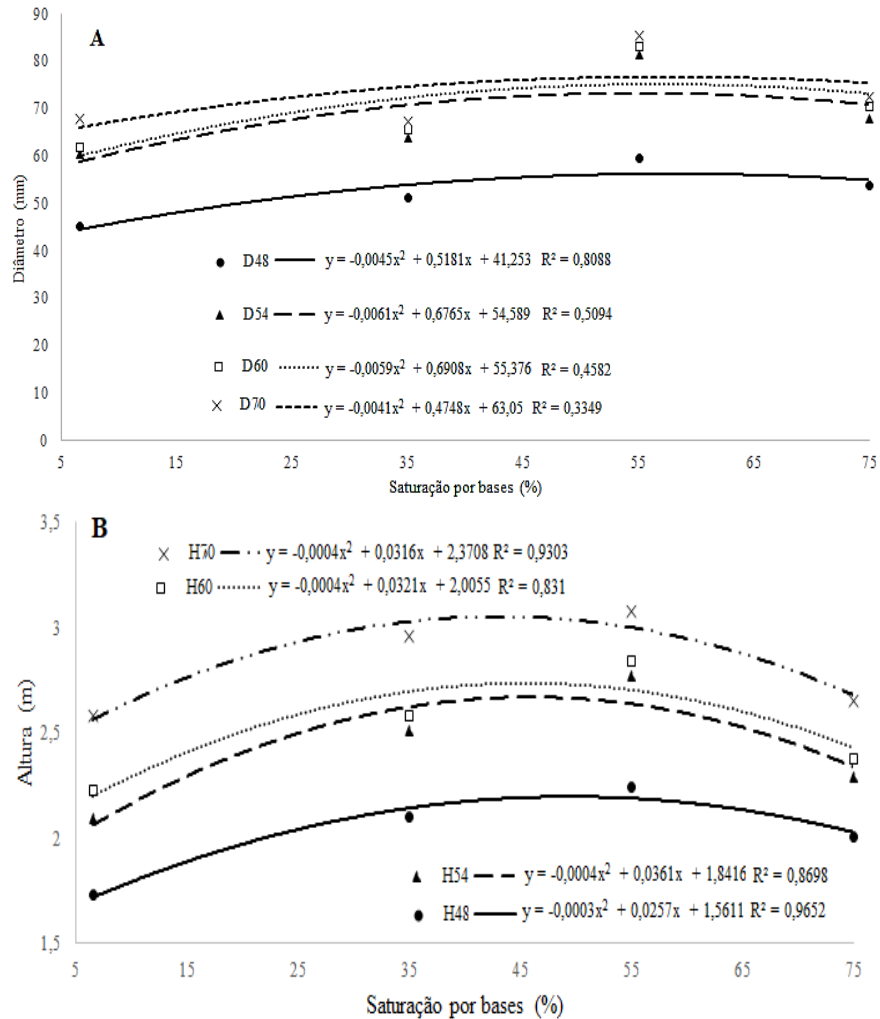 A
90
80
70
60
50
40
30
20
10
0
Diâmetro (mm)
D48 y = -0,0045x² + 0,5181x + 41,253 R² = 0,8088
D54 y = -0,0061x² + 0,6765x + 54,589 R² = 0,5094
D60 y = -0,0059x² + 0,6908x + 55,376 R² = 0,4582
D70 y = -0,0041x² + 0,4748x + 63,05 R² = 0,3349
5 15 25 35 45 55 65 75
Saturação por bases (%)
B
3,5
3
2,5
2
1,5
Altura (m)
H70 y = -0,0004x² + 0,0316x + 2,3708 R² = 0,9303
H60 y = -0,0004x² + 0,0321x + 2,0055 R² = 0,831
H54 y = -0,0004x² + 0,0361x + 1,8416 R² = 0,8698
H48 y = -0,0003x² + 0,0257x + 1,5611 R² = 0,9652
5 15 25 35 45 55 65 75
Saturação por bases (%)